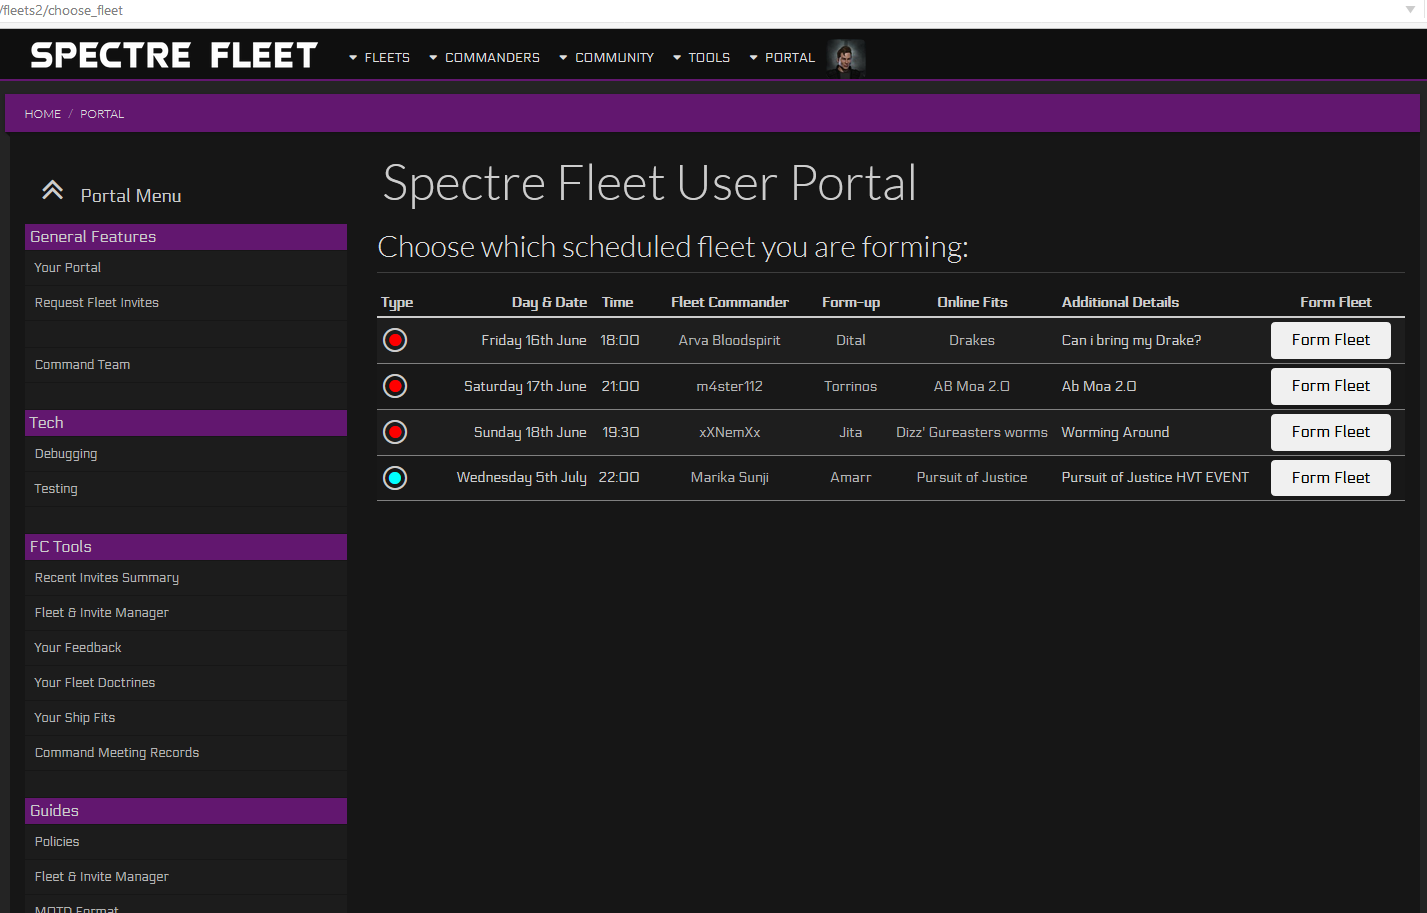 /fleets2/choose_fleet
SPECTRE FLEET FLEETS COMMANDERS COMMUNITY TOOLS PORTAL
HOME / PORTAL
Portal Menu
General Features
Your Portal
Request Fleet Invites
Command Team
Tech
Debugging
Testing
FC Tools
Recent Invites Summary
Fleet & Invite Manager
Your Feedback
Your Fleet Doctrines
Your Ship Fits
Command Meeting Records
Guides
Policies
Fleet & Invite Manager
MOTD Format
Spectre Fleet User Portal
Choose which scheduled fleet you are forming:
Type Day & Date Time Fleet Commander Form-up Online Fits Additional Details Form Fleet
Friday 16th June 18:00 Arva Bloodspirit Dital Drakes Can i bring my Drake? Form Fleet
Saturday 17th June 21:00 m4ster112 Torrinos AB Moa 2.0 Ab Moa 2.0 Form Fleet
Sunday 18th June 19:30 xXNemXx Jita Dizz' Gureasters worms Worming Around Form Fleet
Wednesday 5th July 22:00 Marika Sunji Amarr Pursuit of Justice Pursuit of Justice HVT EVENT Form Fleet